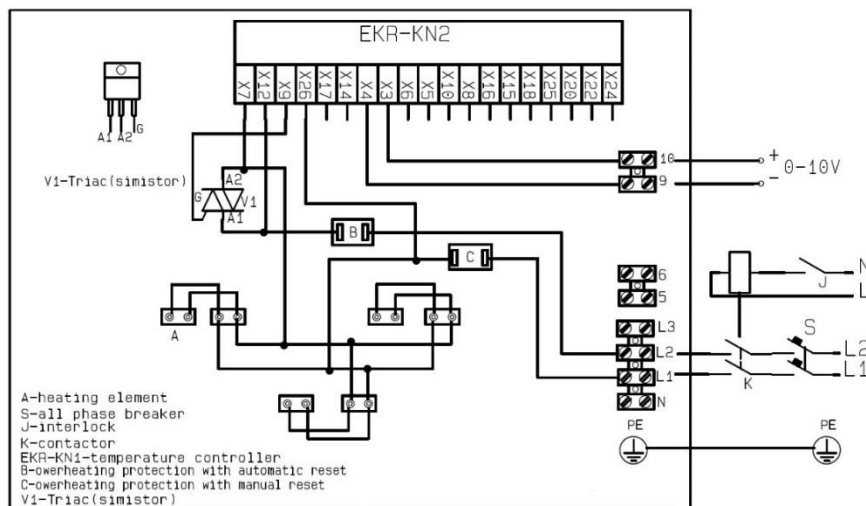 EKR-KN2
X7 X12 X9 X26 X17 X14 X4 X3 X6 X5 X10 X8 X16 X15 X18 X25 X20 X22 X24
A1 A2 G
V1-Triac(simistor)
A2
G V1
A1
10 + 0-10V
9 -
B
C
6
5
N
J
L
A
L3
S
L2 L2
L1 L1
K
N
PE PE
A-heating element
S-all phase breaker
J-interlock
K-contactor
EKR-KN1-temperature controller
B-owerheating protection with automatic reset
C-owerheating protection with manual reset
V1-Triac(simistor)